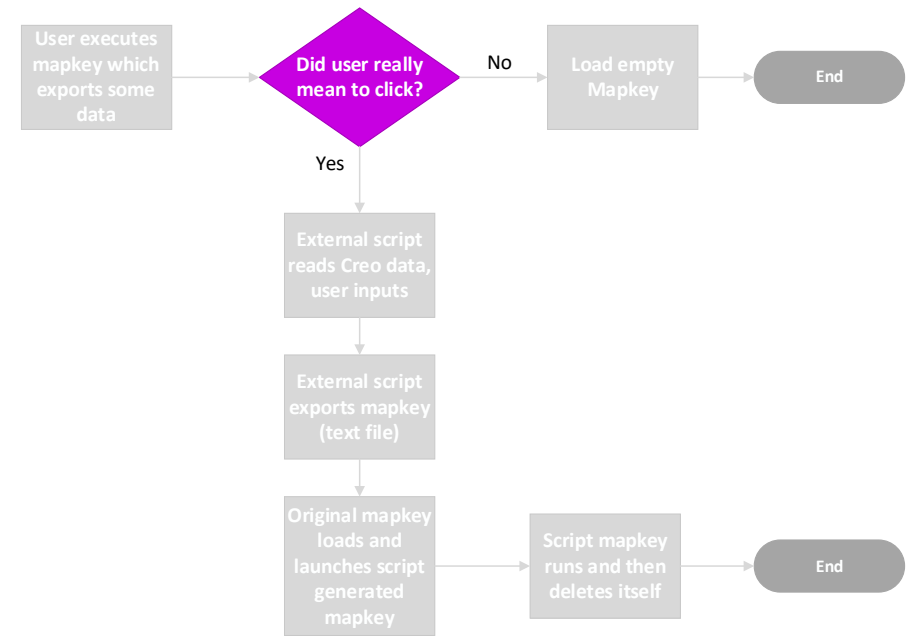 User executes
mapkey which
exports some
data
Did user really
mean to click?
No
Load empty
Mapkey
End
Yes
External script
reads Creo data,
user inputs
External script
exports mapkey
(text file)
Original mapkey
loads and
launches script
generated
mapkey
Script mapkey
runs and then
deletes itself
End